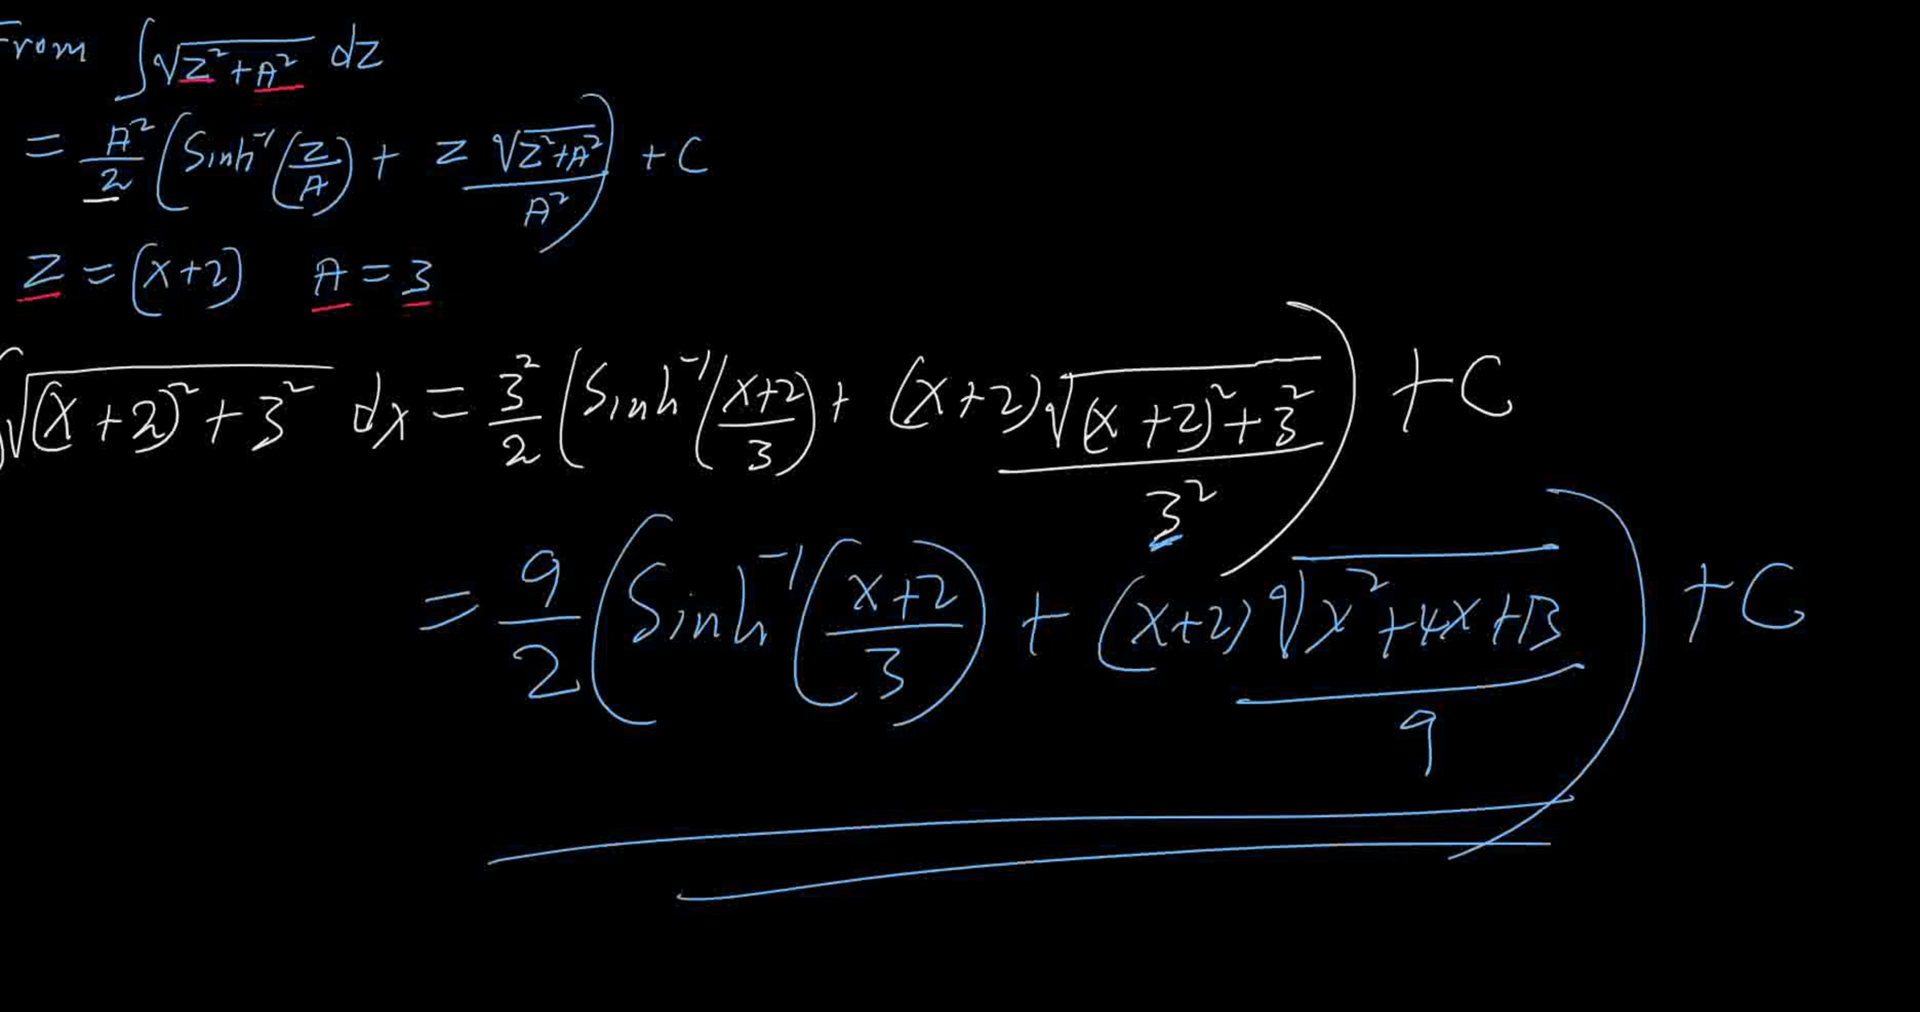 From ∫√(Z²+A²) dz
= A²/2 (Sinh⁻¹(Z/A) + Z √(Z²+A²)/A²) + C
Z = (x+2) A = 3
√((x+2)²+3²) dx = 3²/2 (Sinh⁻¹((x+2)/3) + (x+2)√((x+2)²+3²)/3²) + C
= 9/2 (Sinh⁻¹((x+2)/3) + (x+2)√(x²+4x+13)/9) + C